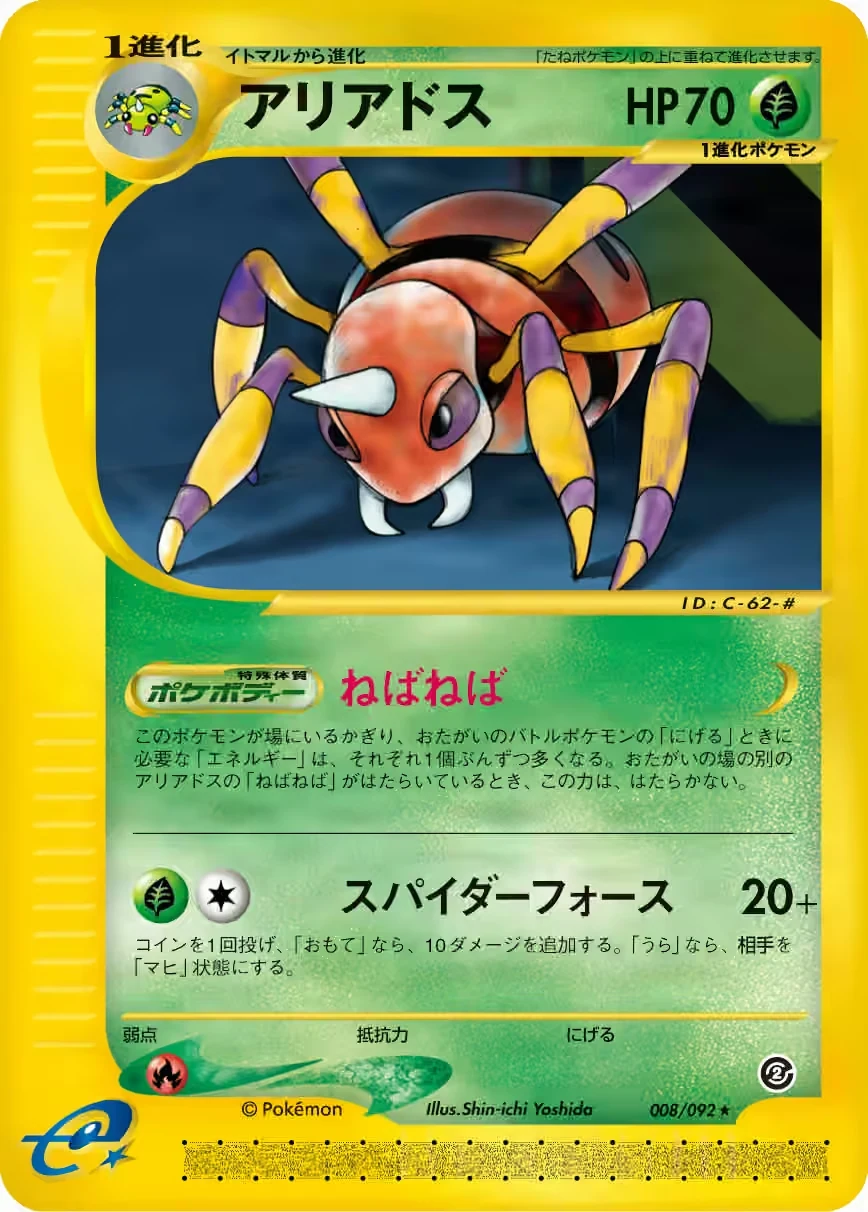 1進化
イトマルから進化
「たねポケモン」の上に重ねて進化させます。
アリアドス
HP70
1進化ポケモン
ID:C-62-#
特殊体質
ポケボディー
ねばねば
このポケモンが場にいるかぎり、おたがいのバトルポケモンの「にげる」ときに
必要な「エネルギー」は、それぞれ1個ぶんずつ多くなる。おたがいの場の別の
アリアドスの「ねばねば」がはたらいているとき、この力は、はたらかない。
スパイダーフォース
20+
コインを1回投げ、「おもて」なら、10ダメージを追加する。「うら」なら、相手を
「マヒ」状態にする。
弱点
抵抗力
にげる
2
© Pokémon
Illus.Shin-ichi Yoshida
008/092★
e